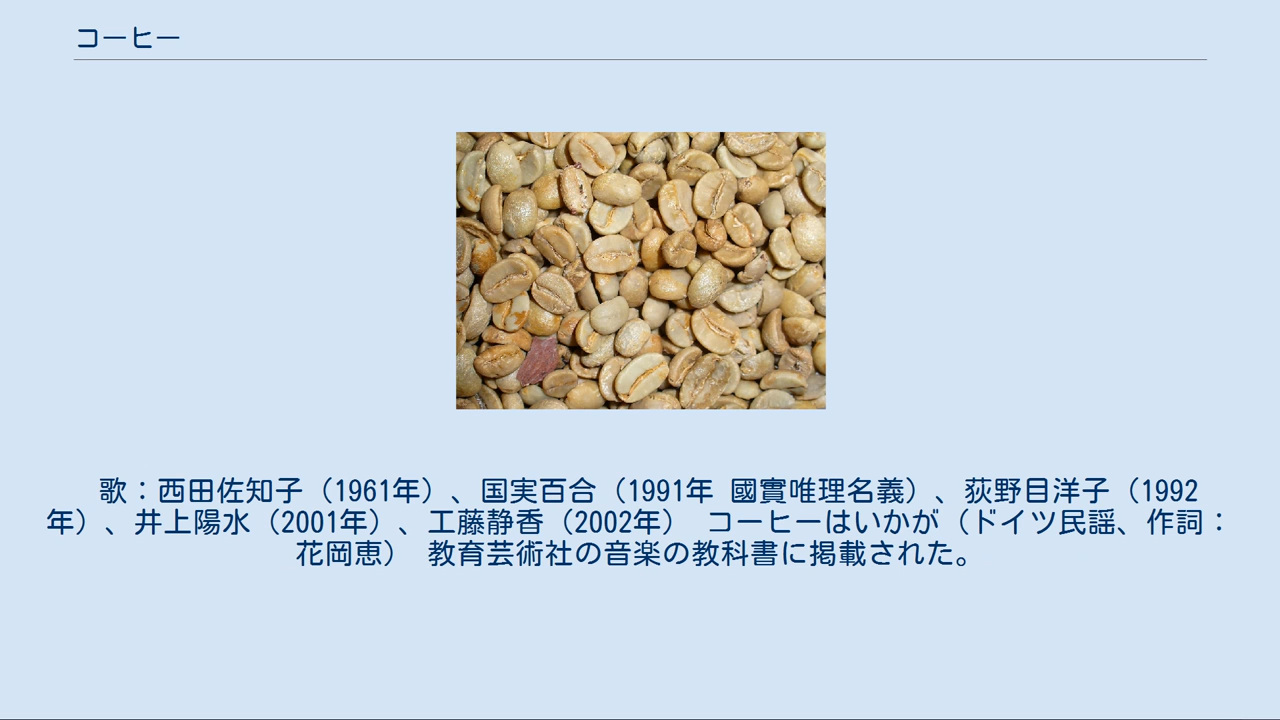 コーヒー
歌：西田佐知子（1961年）、国実百合（1991年 國實唯理名義）、荻野目洋子（1992
年）、井上陽水（2001年）、工藤静香（2002年） コーヒーはいかが（ドイツ民謡、作詞：
花岡恵） 教育芸術社の音楽の教科書に掲載された。